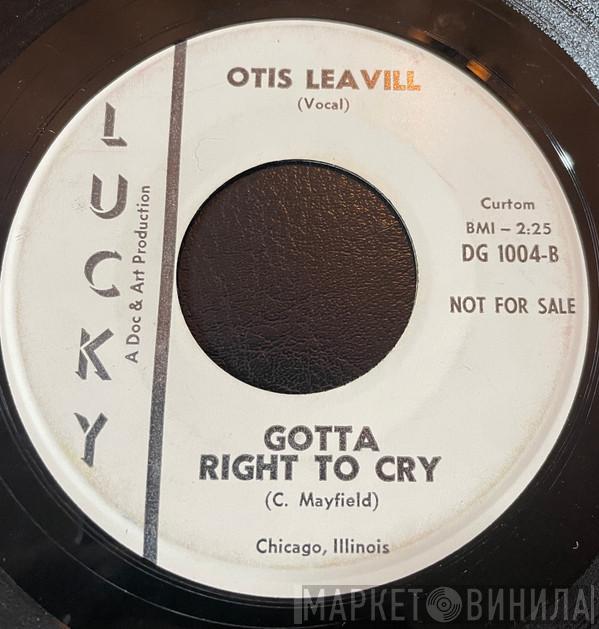 OTIS LEAVILL
(Vocal)
LUCKY
A Doc & Art Production
Curtom
BMI – 2:25
DG 1004-B
NOT FOR SALE
GOTTA
RIGHT TO CRY
(C. Mayfield)
Chicago, Illinois
МАРКЕТ ВИНИЛА